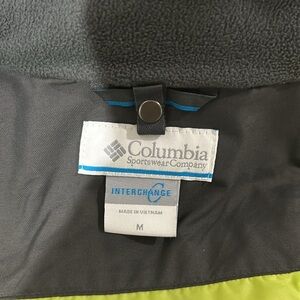 Columbia
Sportswear Company
INTERCHANGE
MADE IN VIETNAM
M